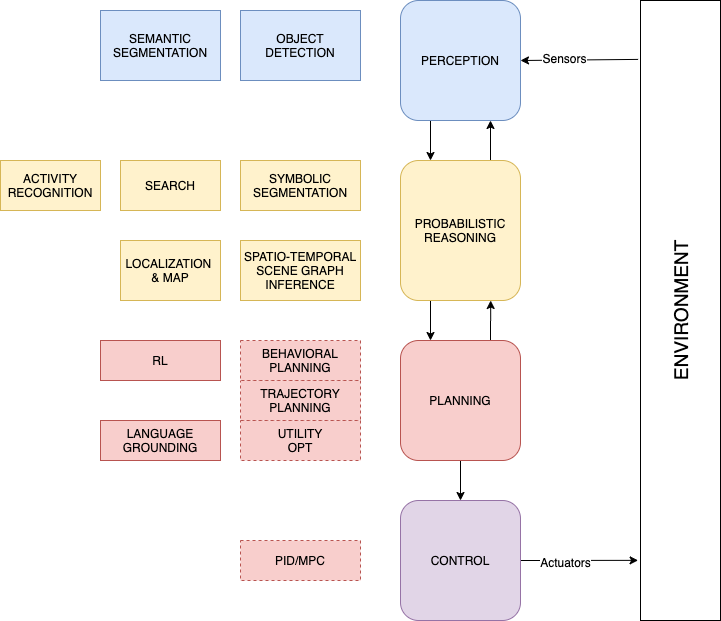 SEMANTIC
SEGMENTATION
OBJECT
DETECTION
PERCEPTION
Sensors
ACTIVITY
RECOGNITION
SEARCH
SYMBOLIC
SEGMENTATION
PROBABILISTIC
REASONING
LOCALIZATION
& MAP
SPATIO-TEMPORAL
SCENE GRAPH
INFERENCE
ENVIRONMENT
RL
BEHAVIORAL
PLANNING
TRAJECTORY
PLANNING
PLANNING
LANGUAGE
GROUNDING
UTILITY
OPT
PID/MPC
CONTROL
Actuators